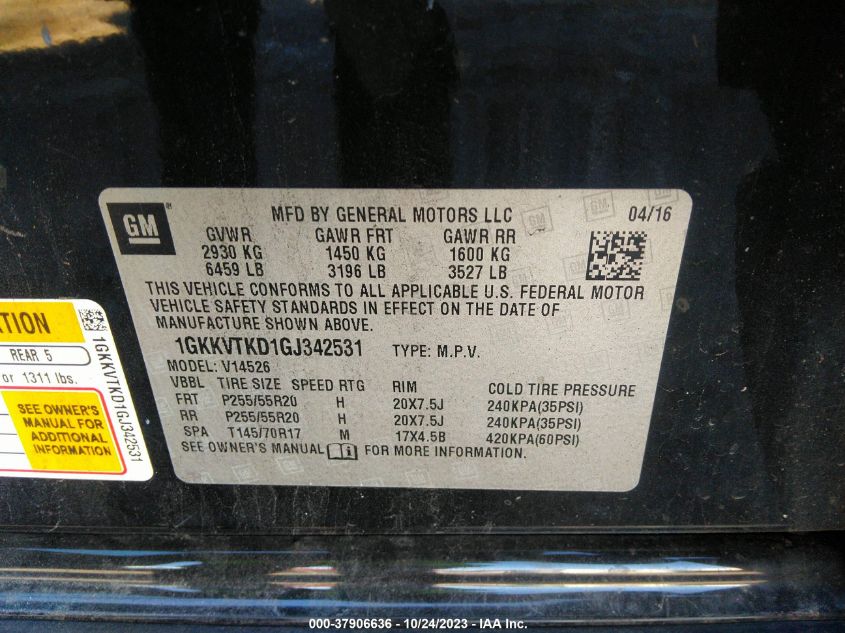 GM
MFD BY GENERAL MOTORS LLC 04/16
GVWR GAWR FRT GAWR RR
2930 KG 1450 KG 1600 KG
6459 LB 3196 LB 3527 LB
THIS VEHICLE CONFORMS TO ALL APPLICABLE U.S. FEDERAL MOTOR
VEHICLE SAFETY STANDARDS IN EFFECT ON THE DATE OF
MANUFACTURE SHOWN ABOVE.
1GKKVTKD1GJ342531 TYPE: M.P.V.
MODEL: V14526
VBBL TIRE SIZE SPEED RTG RIM COLD TIRE PRESSURE
FRT P255/55R20 H 20X7.5J 240KPA(35PSI)
RR P255/55R20 H 20X7.5J 240KPA(35PSI)
SPA T145/70R17 M 17X4.5B 420KPA(60PSI)
SEE OWNER'S MANUAL FOR MORE INFORMATION.
TION
REAR 5
or 1311 lbs.
SEE OWNER'S
MANUAL FOR
ADDITIONAL
INFORMATION
1GKKVTKD1GJ342531
000-37906636 - 10/24/2023 - IAA Inc.